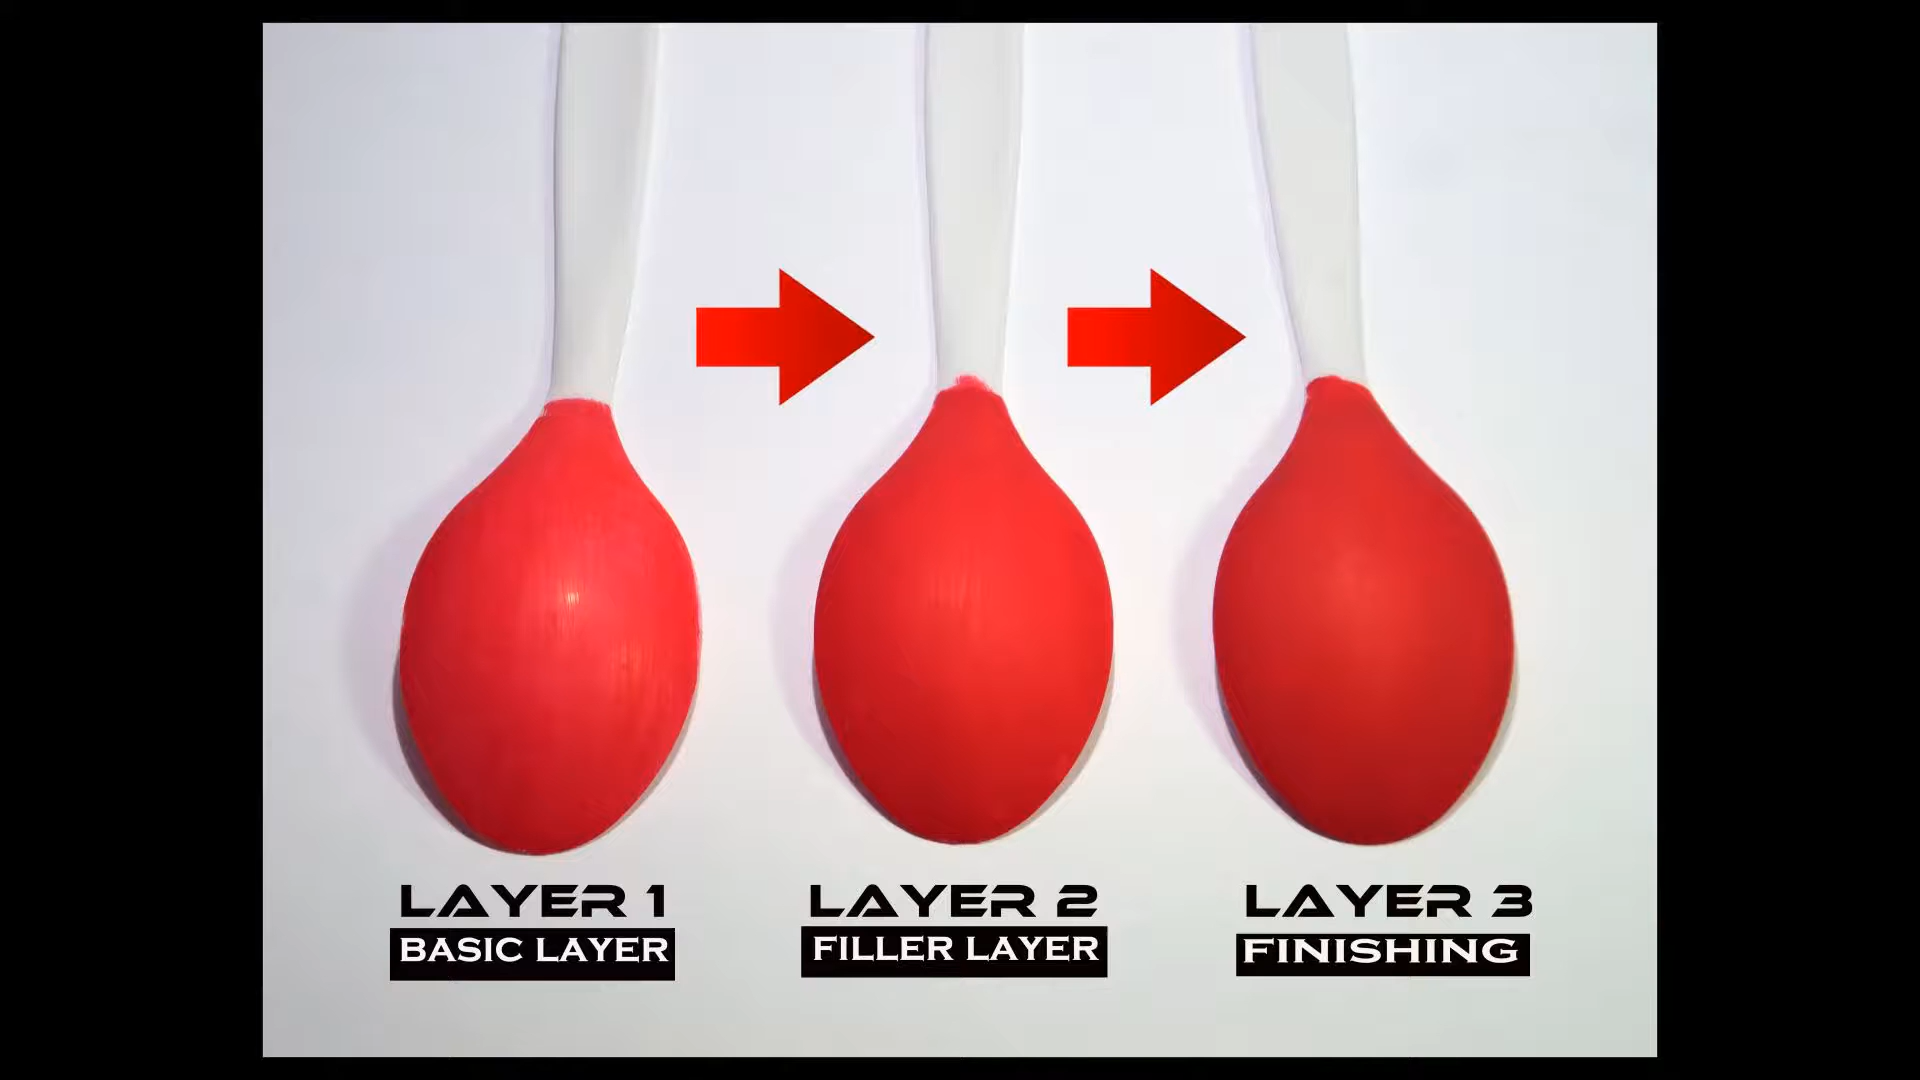 LAYER 1
BASIC LAYER
LAYER 2
FILLER LAYER
LAYER 3
FINISHING